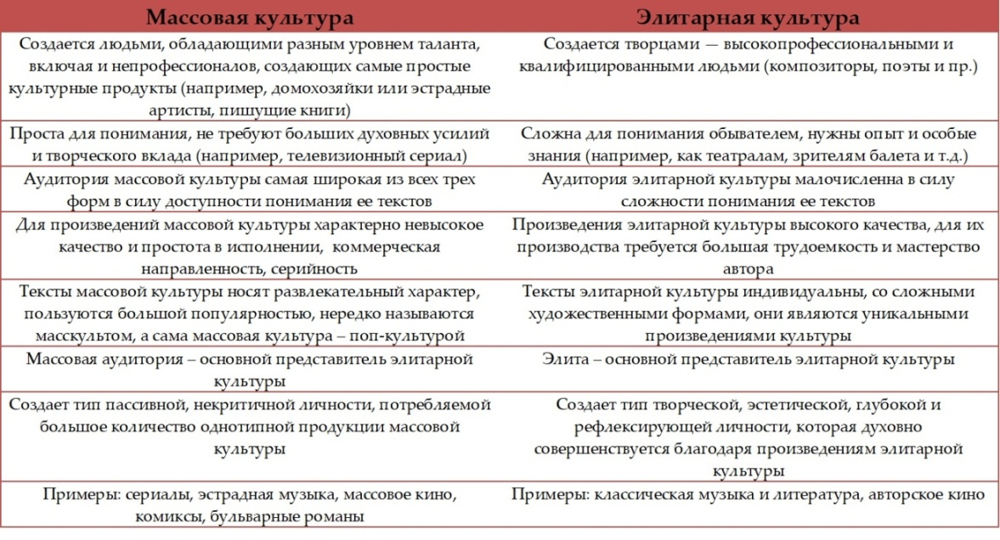 Массовая культура
Элитарная культура
Создается людьми, обладающими разным уровнем таланта,
включая и непрофессионалов, создающих самые простые
культурные продукты (например, домохозяйки или эстрадные
артисты, пишущие книги)
Создается творцами — высокопрофессиональными и
квалифицированными людьми (композиторы, поэты и пр.)
Проста для понимания, не требуют больших духовных усилий
и творческого вклада (например, телевизионный сериал)
Сложна для понимания обывателем, нужны опыт и особые
знания (например, как театралам, зрителям балета и т.д.)
Аудитория массовой культуры самая широкая из всех трех
форм в силу доступности понимания ее текстов
Аудитория элитарной культуры малочисленна в силу
сложности понимания ее текстов
Для произведений массовой культуры характерно невысокое
качество и простота в исполнении, коммерческая
направленность, серийность
Произведения элитарной культуры высокого качества, для их
производства требуется большая трудоемкость и мастерство
автора
Тексты массовой культуры носят развлекательный характер,
пользуются большой популярностью, нередко называются
масскультом, а сама массовая культура – поп-культурой
Тексты элитарной культуры индивидуальны, со сложными
художественными формами, они являются уникальными
произведениями культуры
Массовая аудитория – основной представитель элитарной
культуры
Элита – основной представитель элитарной культуры
Создает тип пассивной, некритичной личности, потребляемой
большое количество однотипной продукции массовой
культуры
Создает тип творческой, эстетической, глубокой и
рефлексирующей личности, которая духовно
совершенствуется благодаря произведениям элитарной
культуры
Примеры: сериалы, эстрадная музыка, массовое кино,
комиксы, бульварные романы
Примеры: классическая музыка и литература, авторское кино